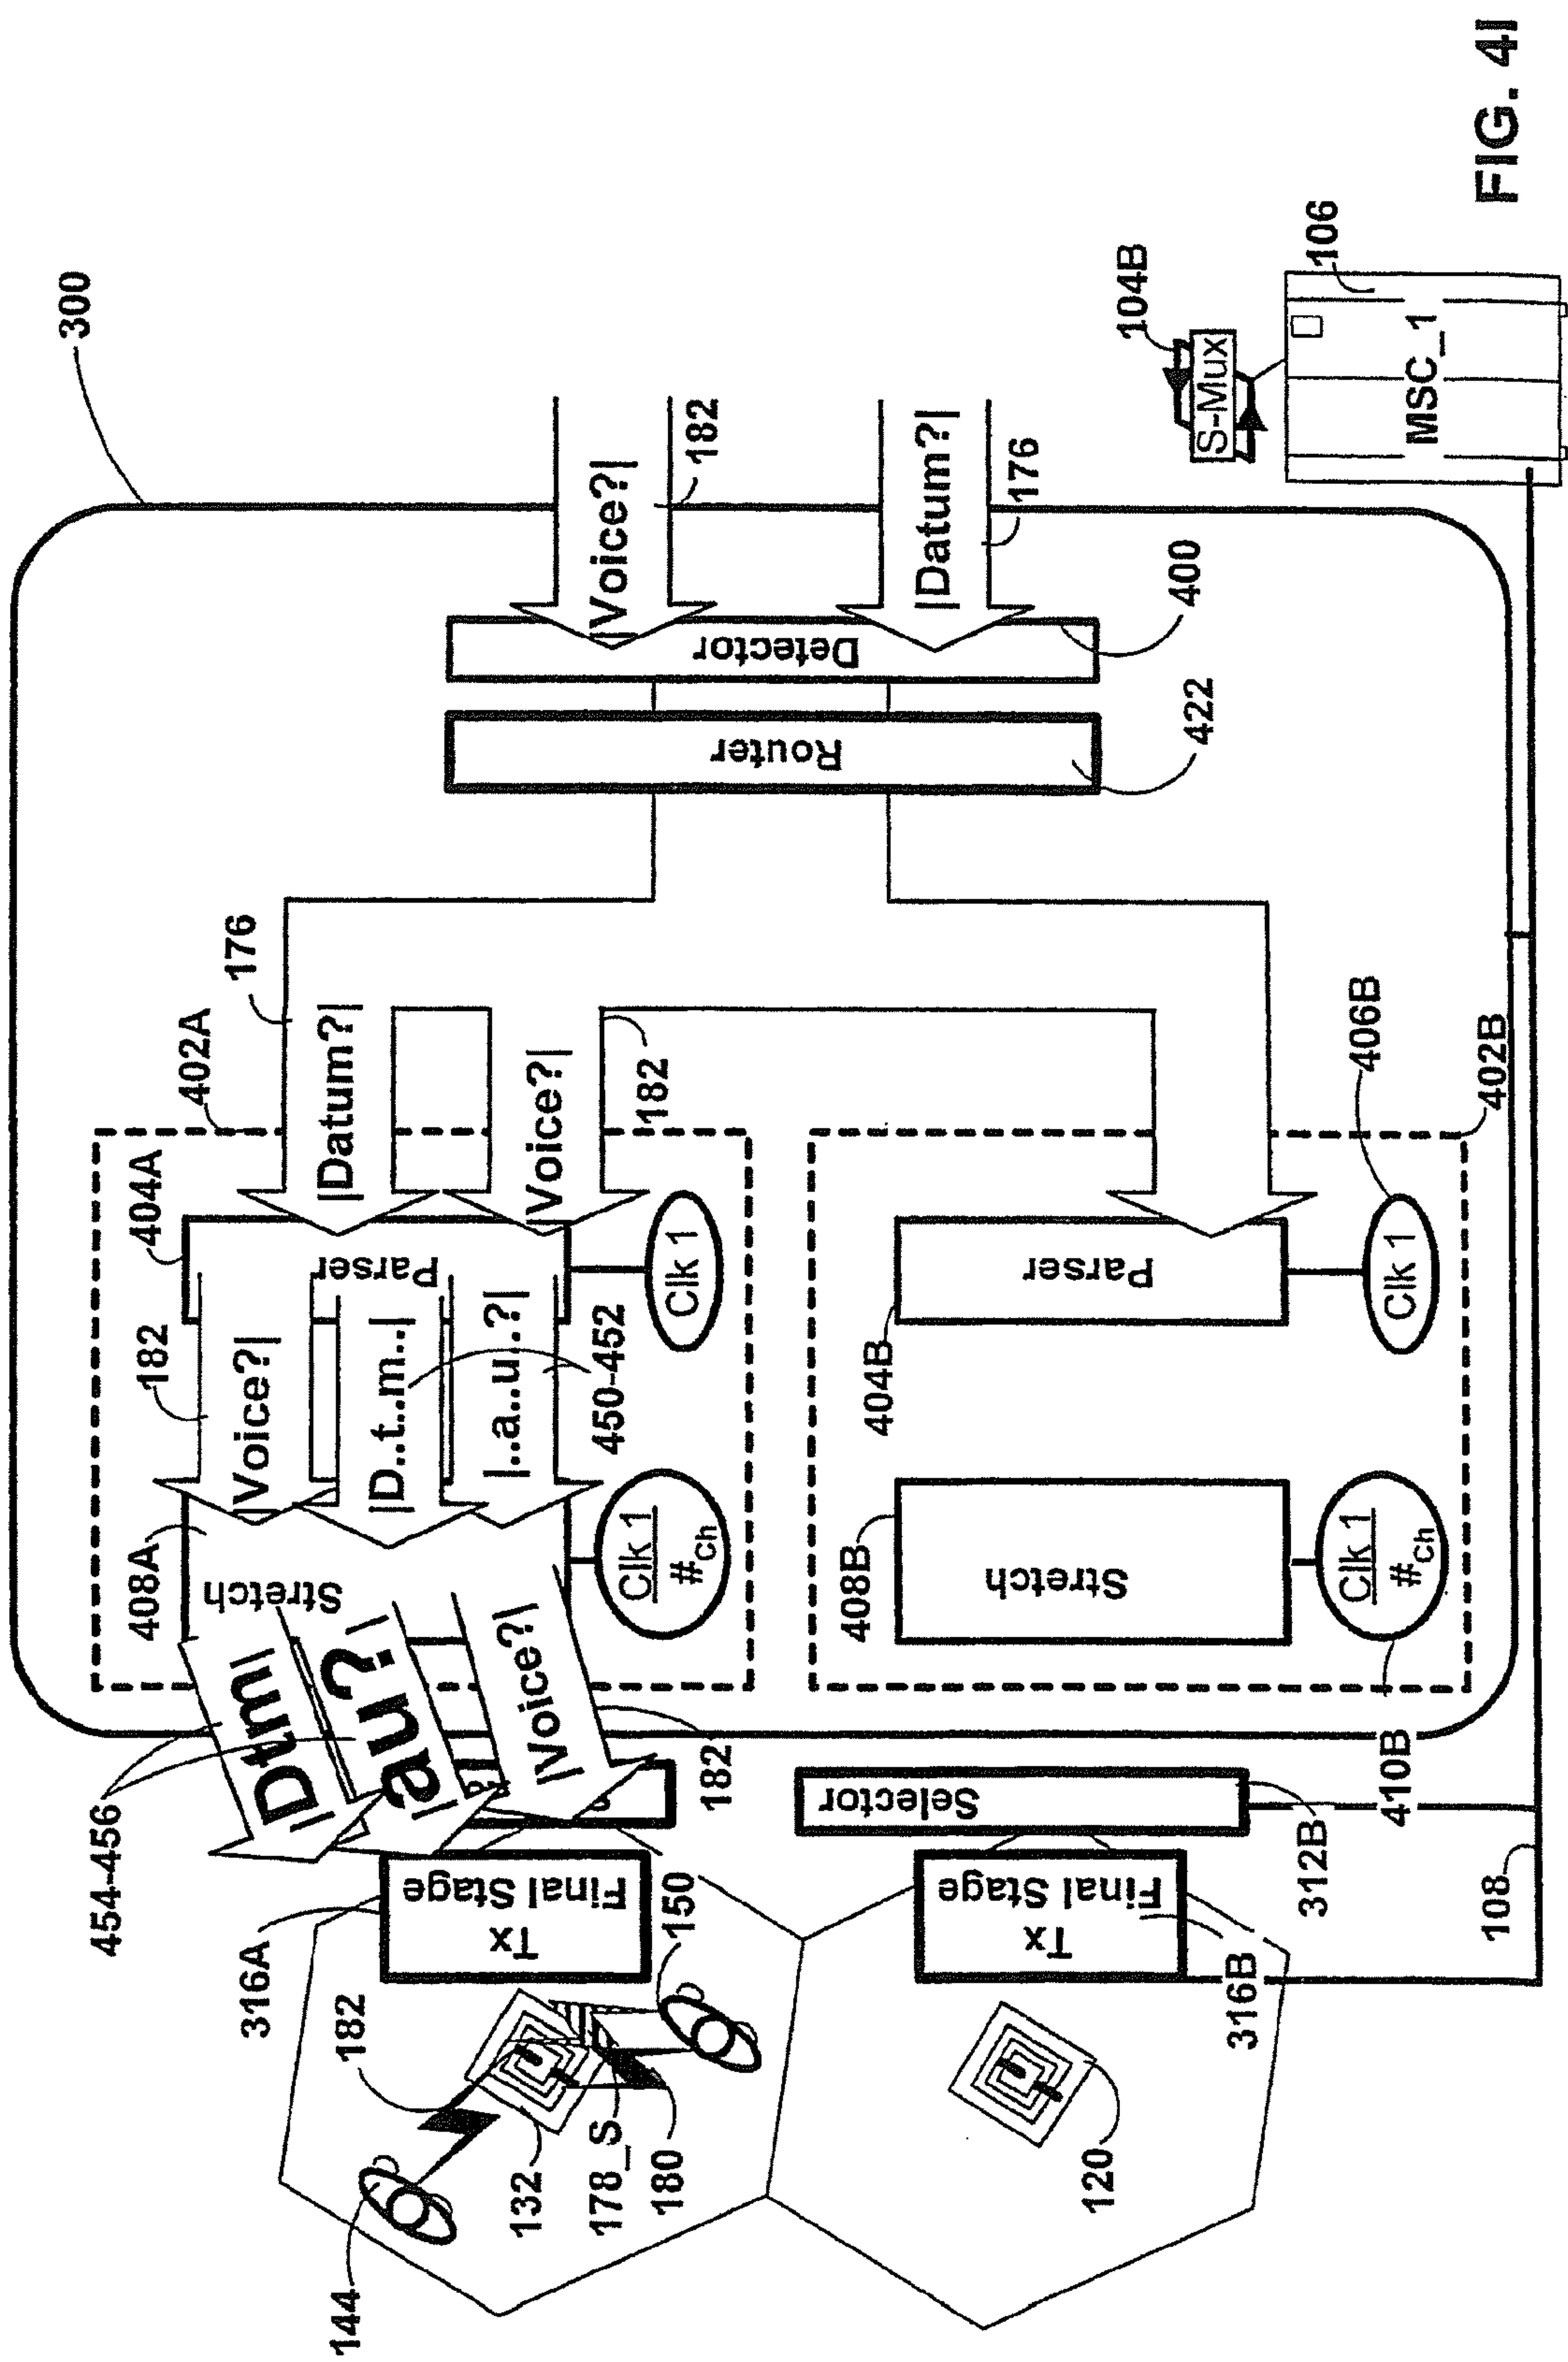 FIG. 4I
300
104B
S-Mux
106
MSC_1
|Voice?|
182
|Datum?|
176
Detector
400
Router
422
176
|Datum?|
402A
|Voice?|
182
404A
Parser
Clk 1
182
|Voice?|
|D..t..m..|
|..a..u..?|
450-452
408A
Stretch
Clk 1
#Ch
402B
406B
Clk 1
Parser
404B
Stretch
408B
Clk 1
#Ch
410B
|Dtm|
|au?|
|Voice?|
454-456
182
Selector
312B
316A
Tx
Final Stage
150
Tx
Final Stage
316B
108
182
132
178_S
180
144
120